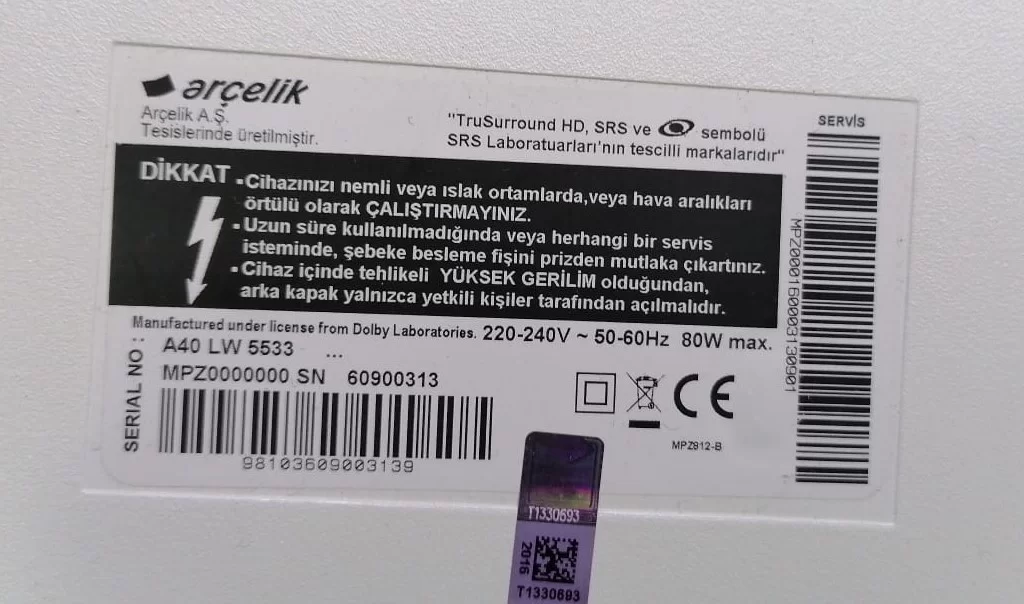 arçelik
Arçelik A.Ş.
Tesislerinde üretilmiştir.
"TruSurround HD, SRS ve sembolü
SRS Laboratuarları'nın tescilli markalarıdır"
SERVİS
DİKKAT
▪Cihazınızı nemli veya ıslak ortamlarda,veya hava aralıkları
örtülü olarak ÇALIŞTIRMAYINIZ.
▪Uzun süre kullanılmadığında veya herhangi bir servis
isteminde, şebeke besleme fişini prizden mutlaka çıkartınız.
▪Cihaz içinde tehlikeli YÜKSEK GERİLİM olduğundan,
arka kapak yalnızca yetkili kişiler tarafından açılmalıdır.
Manufactured under license from Dolby Laboratories. 220-240V ~ 50-60Hz 80W max.
SERIAL NO :
A40 LW 5533 ...
MPZ0000000 SN 60900313
98103609003139
CE
MPZ812-B
MPZ0001600003130901
T1330693
2016
T1330693